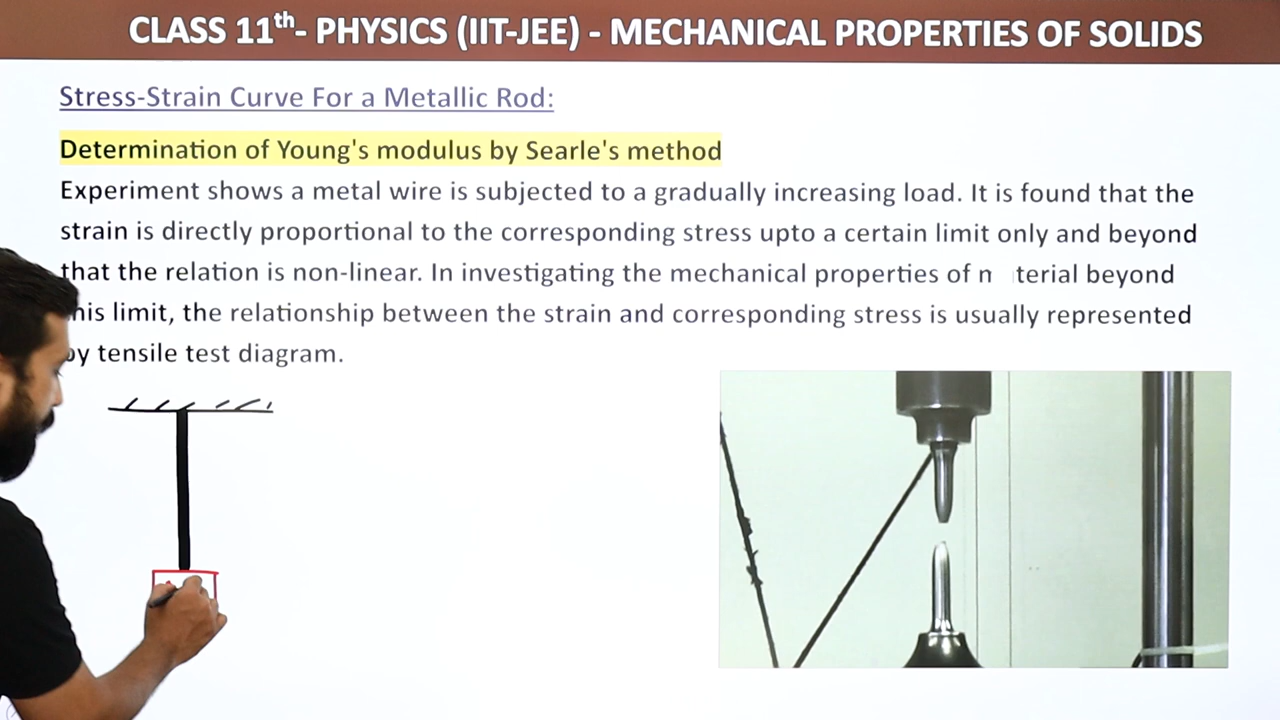 CLASS 11th- PHYSICS (IIT-JEE) - MECHANICAL PROPERTIES OF SOLIDS
Stress-Strain Curve For a Metallic Rod:
Determination of Young's modulus by Searle's method
Experiment shows a metal wire is subjected to a gradually increasing load. It is found that the
strain is directly proportional to the corresponding stress upto a certain limit only and beyond
that the relation is non-linear. In investigating the mechanical properties of n terial beyond
his limit, the relationship between the strain and corresponding stress is usually represented
by tensile test diagram.